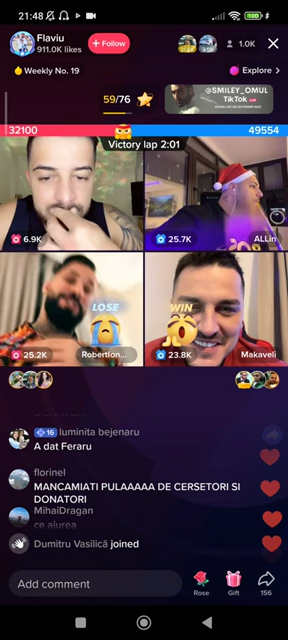 21:48
Flaviu
911.0K likes
+ Follow
1.0K
Weekly No. 19
Explore >
59/76
@SMILEY_OMUL
TikTok LIVE
32100
49554
Victory lap 2:01
6.9K
25.7K
ALLin
LOSE
WIN
25.2K
RobertIon...
23.8K
Makaveli
16 luminita bejenaru
A dat Feraru
florinel
MANCAMIATI PULAAAAA DE CERSETORI SI
DONATORI
MihaiDragan
ce aiurea
Dumitru Vasilică joined
Add comment
Rose
Gift
156